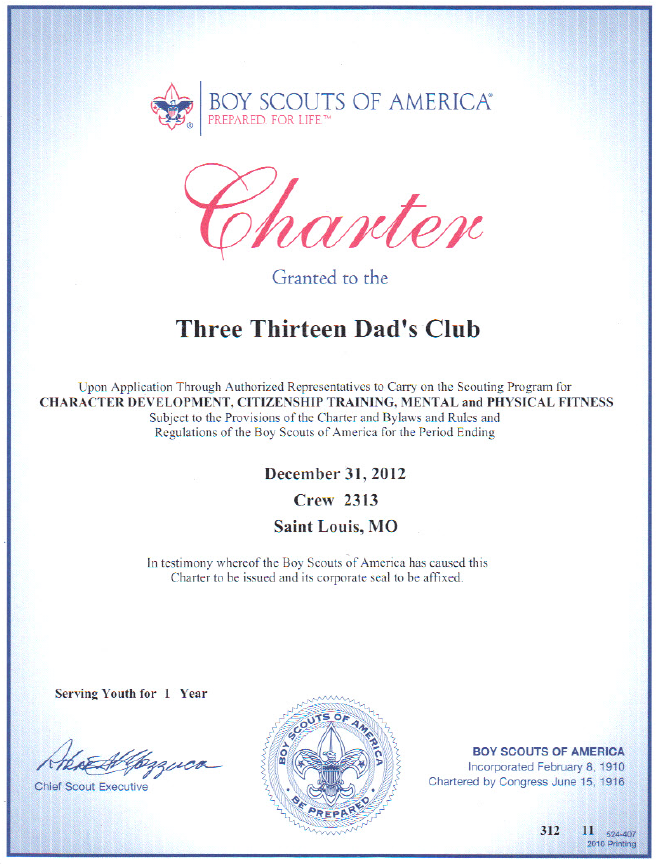 BOY SCOUTS OF AMERICA®
PREPARED. FOR LIFE.™
®
Charter
Granted to the
Three Thirteen Dad's Club
Upon Application Through Authorized Representatives to Carry on the Scouting Program for
CHARACTER DEVELOPMENT, CITIZENSHIP TRAINING, MENTAL and PHYSICAL FITNESS
Subject to the Provisions of the Charter and Bylaws and Rules and
Regulations of the Boy Scouts of America for the Period Ending
December 31, 2012
Crew 2313
Saint Louis, MO
In testimony whereof the Boy Scouts of America has caused this
Charter to be issued and its corporate seal to be affixed.
Serving Youth for 1 Year
Chief Scout Executive
BOY SCOUTS OF AMERICA
BE PREPARED
BOY SCOUTS OF AMERICA
Incorporated February 8, 1910
Chartered by Congress June 15, 1916
312 11 524-407
2010 Printing